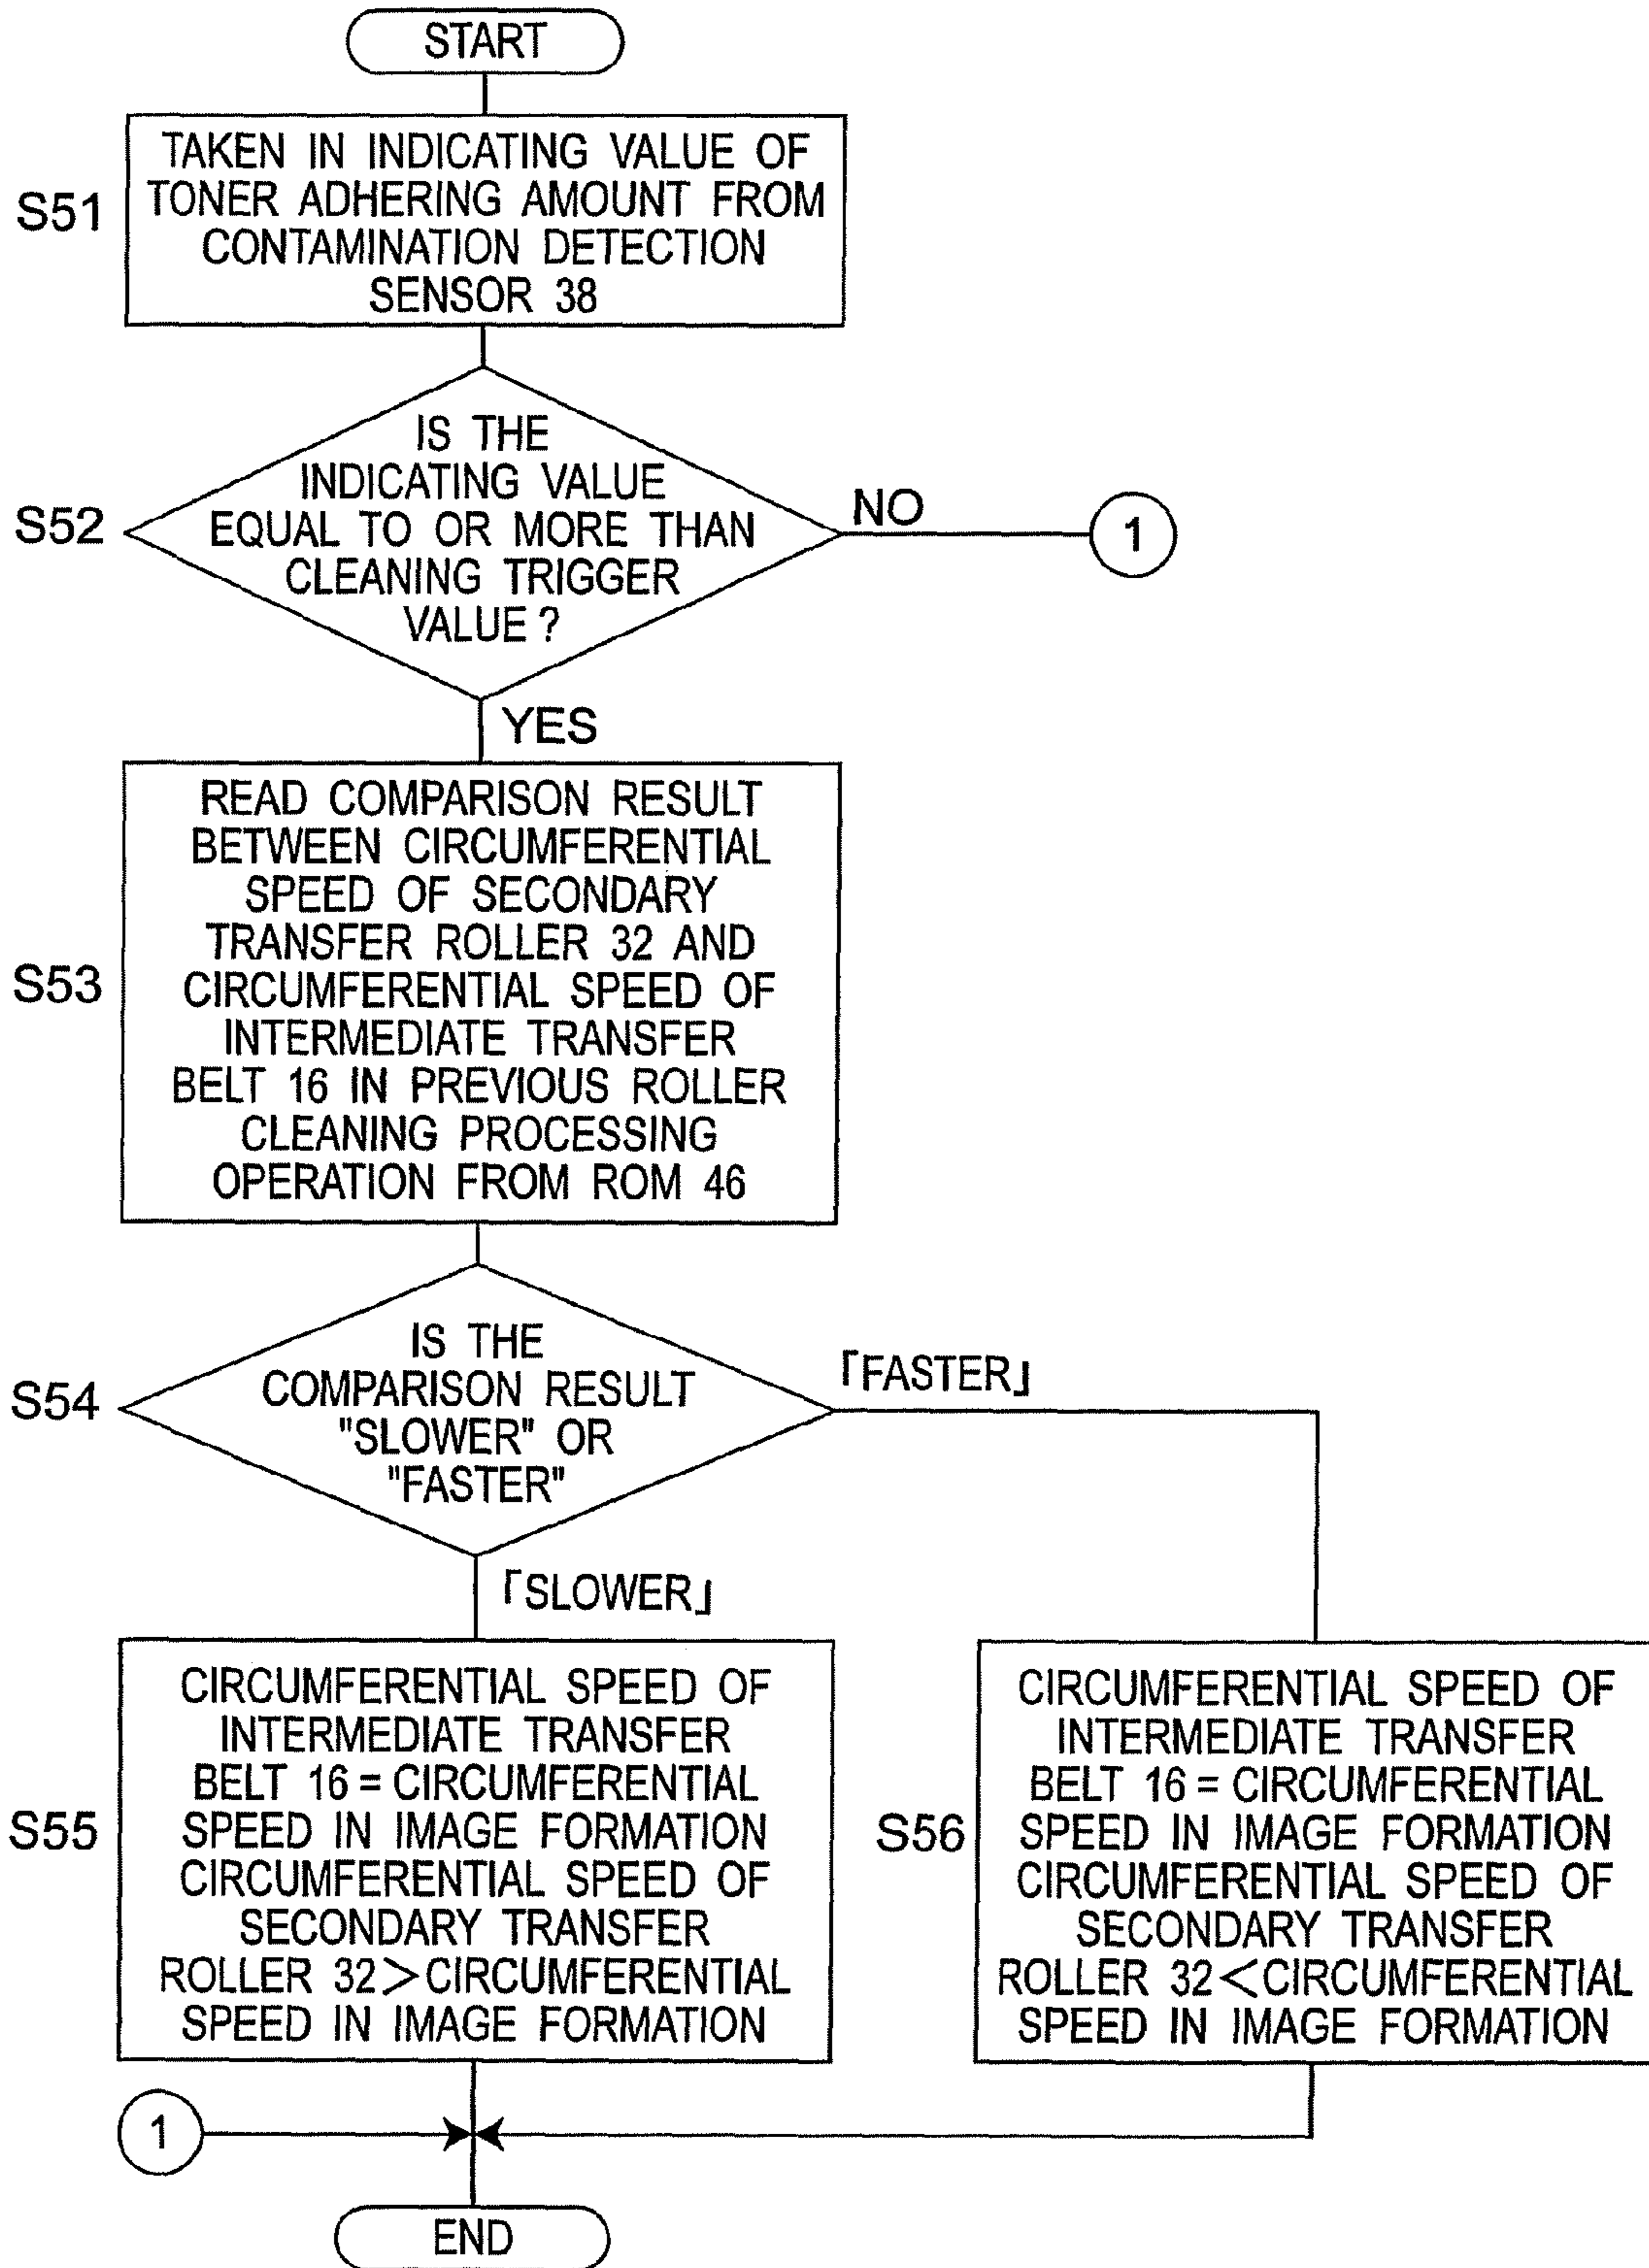 START
S51
TAKEN IN INDICATING VALUE OF
TONER ADHERING AMOUNT FROM
CONTAMINATION DETECTION
SENSOR 38
S52
IS THE
INDICATING VALUE
EQUAL TO OR MORE THAN
CLEANING TRIGGER
VALUE ?
NO
1
YES
S53
READ COMPARISON RESULT
BETWEEN CIRCUMFERENTIAL
SPEED OF SECONDARY
TRANSFER ROLLER 32 AND
CIRCUMFERENTIAL SPEED OF
INTERMEDIATE TRANSFER
BELT 16 IN PREVIOUS ROLLER
CLEANING PROCESSING
OPERATION FROM ROM 46
S54
IS THE
COMPARISON RESULT
"SLOWER" OR
"FASTER"
「FASTER」
「SLOWER」
S55
CIRCUMFERENTIAL SPEED OF
INTERMEDIATE TRANSFER
BELT 16 = CIRCUMFERENTIAL
SPEED IN IMAGE FORMATION
CIRCUMFERENTIAL SPEED OF
SECONDARY TRANSFER
ROLLER 32 > CIRCUMFERENTIAL
SPEED IN IMAGE FORMATION
S56
CIRCUMFERENTIAL SPEED OF
INTERMEDIATE TRANSFER
BELT 16 = CIRCUMFERENTIAL
SPEED IN IMAGE FORMATION
CIRCUMFERENTIAL SPEED OF
SECONDARY TRANSFER
ROLLER 32 < CIRCUMFERENTIAL
SPEED IN IMAGE FORMATION
1
END